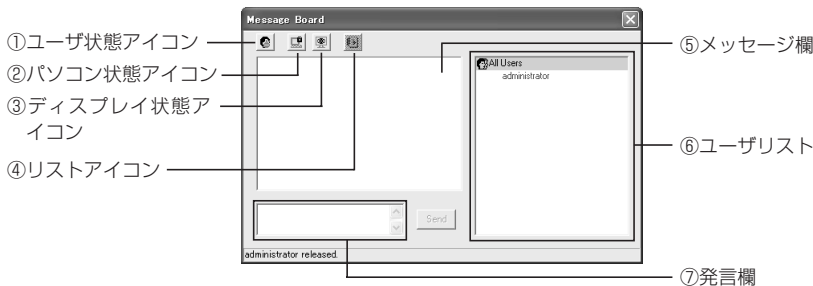 Message Board
①ユーザ状態アイコン
②パソコン状態アイコン
③ディスプレイ状態ア
イコン
④リストアイコン
⑤メッセージ欄
All Users
administrator
⑥ユーザリスト
Send
administrator released.
⑦発言欄